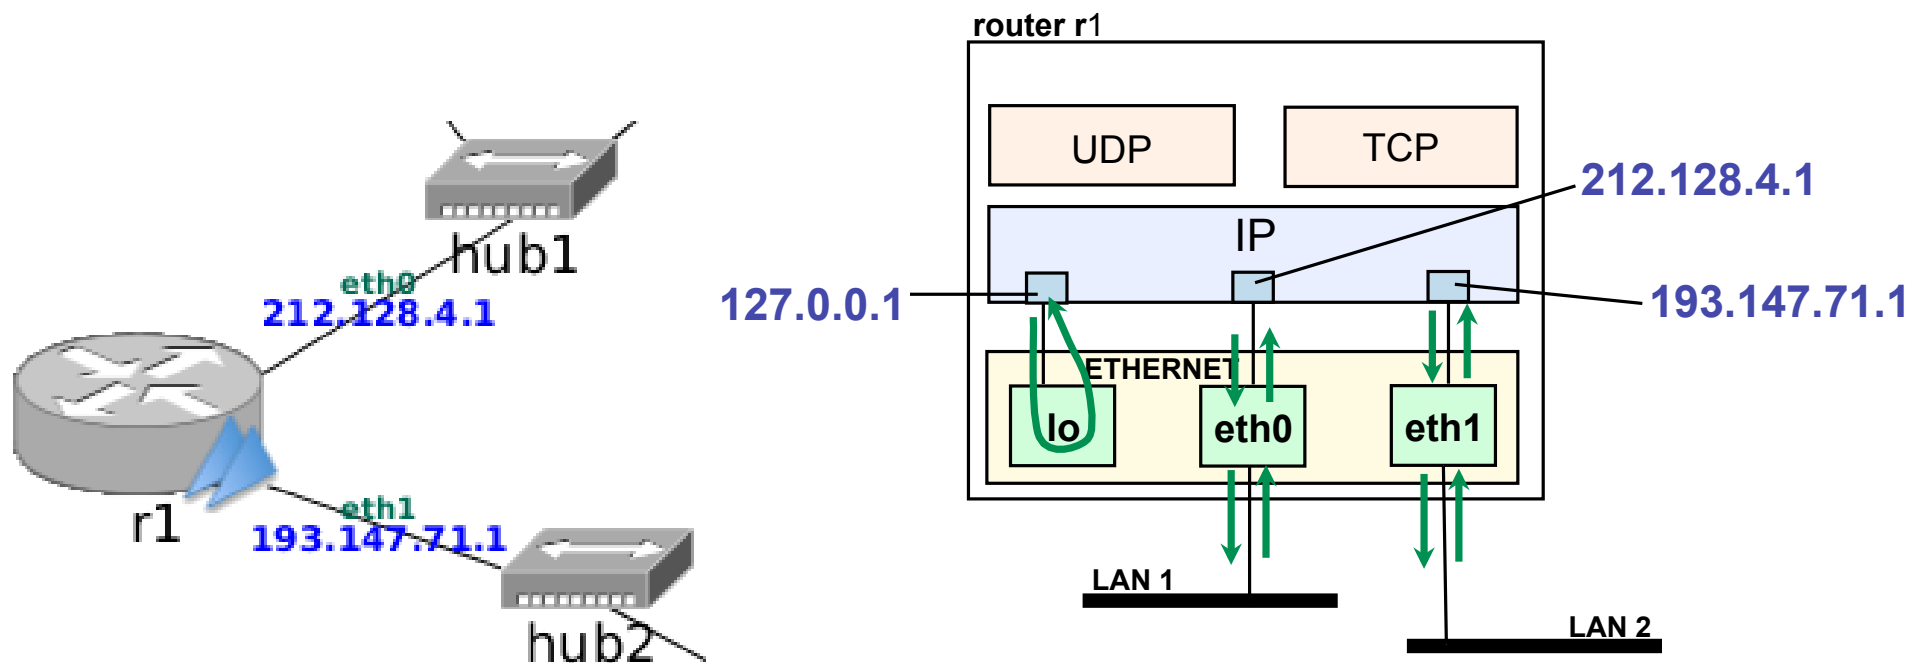 hub1
eth0
212.128.4.1
r1
eth1
193.147.71.1
hub2
router r1
UDP
TCP
212.128.4.1
IP
127.0.0.1
193.147.71.1
ETHERNET
lo
eth0
eth1
LAN 1
LAN 2